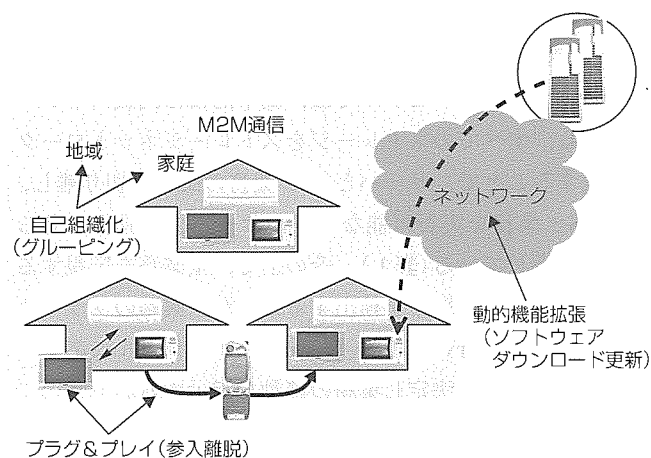 M2M通信
地域
家庭
自己組織化
(グルーピング)
ネットワーク
動的機能拡張
(ソフトウェア
ダウンロード更新)
プラグ&プレイ(参入離脱)